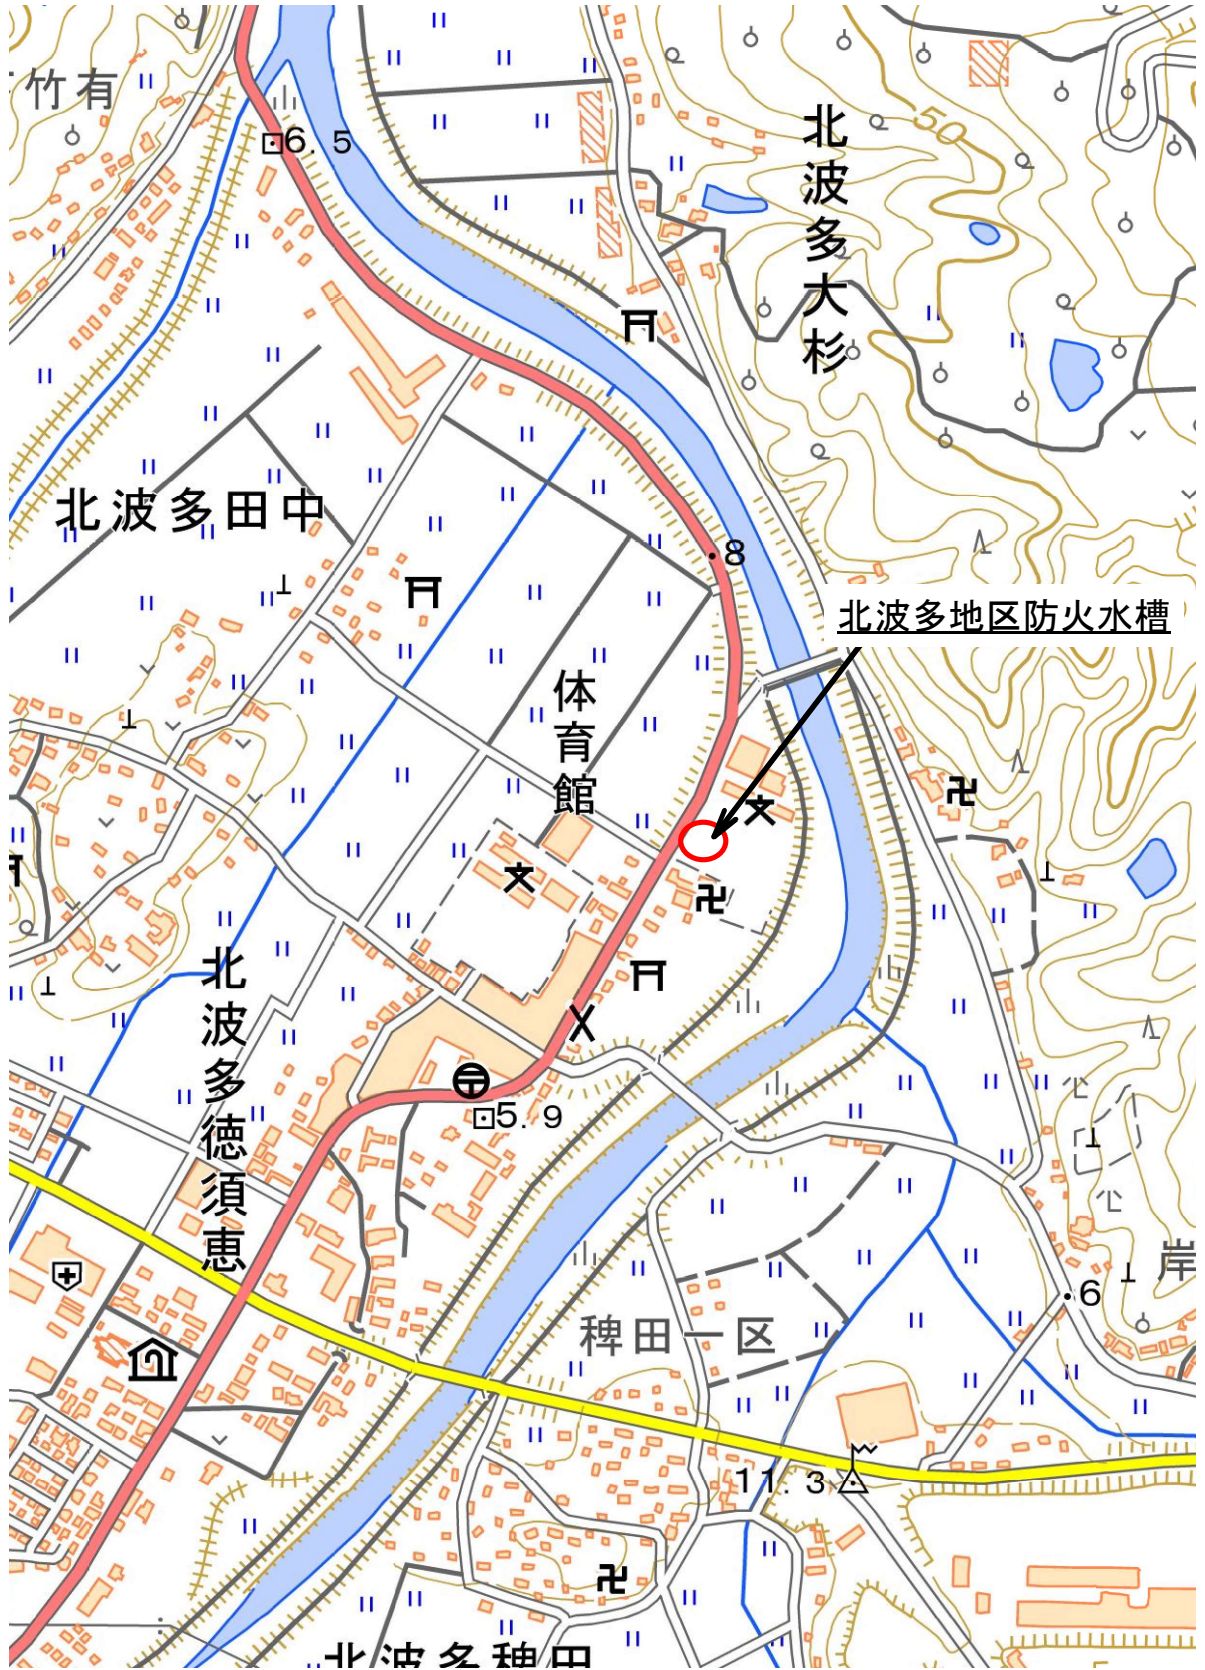 竹有
6.5
50
北波多大杉
北波多田中
8
北波多地区防火水槽
体育館
北波多徳須恵
5.9
岸
6
稗田一区
11.3
北波多稗田